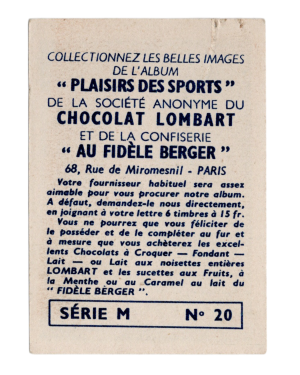 COLLECTIONNEZ LES BELLES IMAGES
DE L'ALBUM
" PLAISIRS DES SPORTS "
DE LA SOCIÉTÉ ANONYME DU
CHOCOLAT LOMBART
ET DE LA CONFISERIE
" AU FIDÈLE BERGER "
68, Rue de Miromesnil - PARIS
Votre fournisseur habituel sera assez
aimable pour vous procurer notre album.
A défaut, demandez-le nous directement,
en joignant à votre lettre 6 timbres à 15 fr.
Vous ne pourrez que vous féliciter de
le posséder et de le compléter au fur et
à mesure que vous achèterez les excel-
lents Chocolats à Croquer — Fondant —
Lait — ou Lait aux noisettes entières
LOMBART et les sucettes aux Fruits, à
la Menthe ou au Caramel au lait du
" FIDÈLE BERGER ".
SÉRIE M No 20